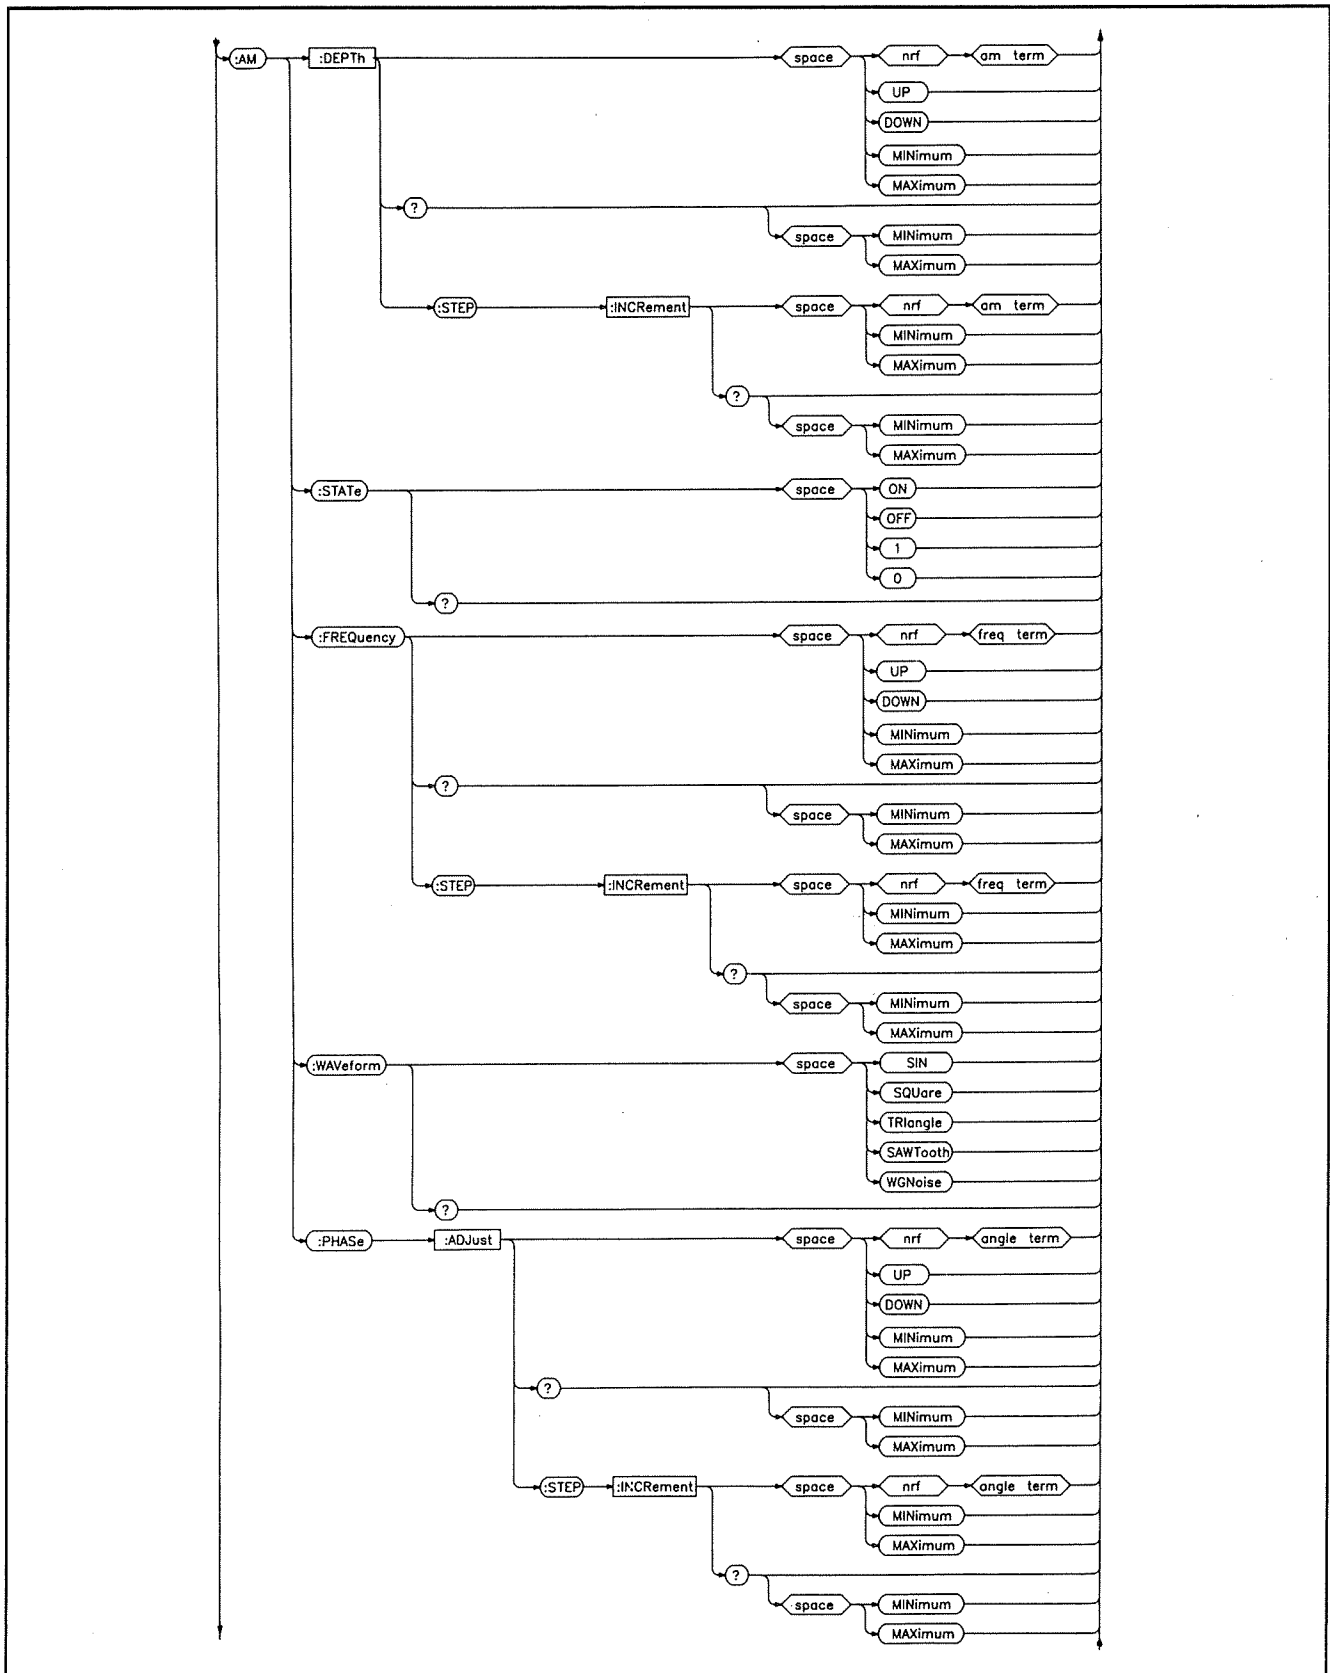 :AM :DEPTh space nrf am term
UP
DOWN
MINimum
MAXimum
?
space MINimum
MAXimum
:STEP :INCRement space nrf am term
MINimum
MAXimum
?
space MINimum
MAXimum
:STATe space ON
OFF
1
0
?
:FREQuency space nrf freq term
UP
DOWN
MINimum
MAXimum
?
space MINimum
MAXimum
:STEP :INCRement space nrf freq term
MINimum
MAXimum
?
space MINimum
MAXimum
:WAVeform space SIN
SQUare
TRIangle
SAWTooth
WGNoise
?
:PHASe :ADJust space nrf angle term
UP
DOWN
MINimum
MAXimum
?
space MINimum
MAXimum
:STEP :INCRement space nrf angle term
MINimum
MAXimum
?
space MINimum
MAXimum